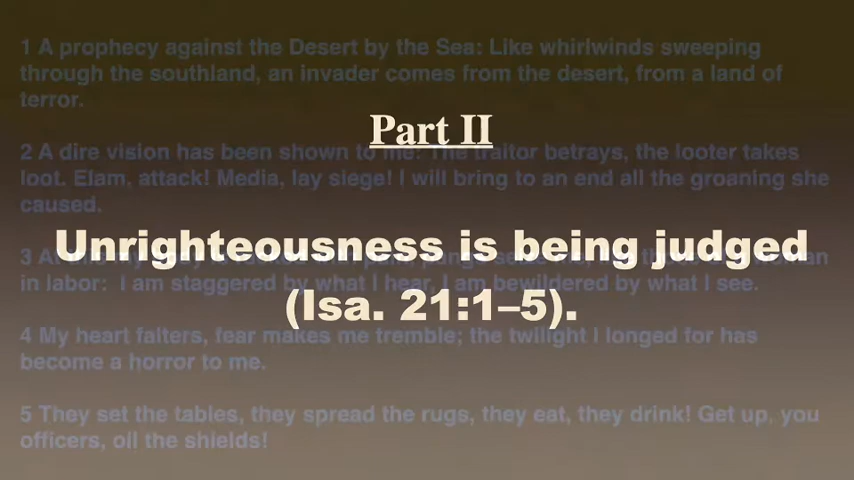 1 A prophecy against the Desert by the Sea: Like whirlwinds sweeping
through the southland, an invader comes from the desert, from a land of
terror.
Part II
2 A dire vision has been shown to me: The traitor betrays, the looter takes
loot. Elam, attack! Media, lay siege! I will bring to an end all the groaning she
caused.
Unrighteousness is being judged
3 At
in labor: I am staggered by what I hear, I am bewildered by what I see.
(Isa. 21:1–5).
4 My heart falters, fear makes me tremble; the twilight I longed for has
become a horror to me.
5 They set the tables, they spread the rugs, they eat, they drink! Get up, you
officers, oil the shields!